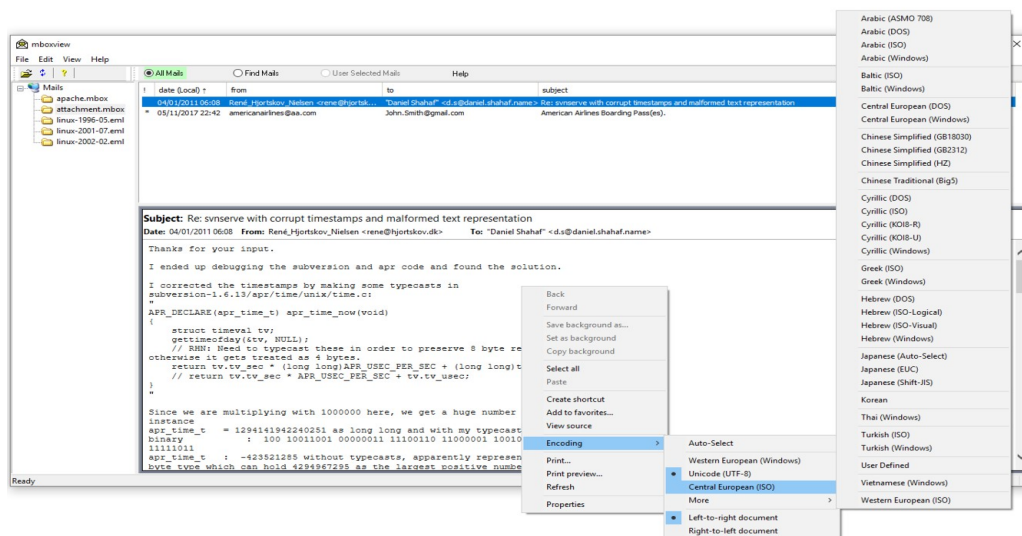 mboxview
File Edit View Help
All Mails Find Mails User Selected Mails Help
Mails
apache.mbox
attachment.mbox
linux-1996-05.eml
linux-2001-07.eml
linux-2002-02.eml
! date (Local) ↑ from to subject
04/01/2011 06:08 René_Hjortskov_Nielsen <rene@hjortsk... "Daniel Shahaf" <d.s@daniel.shahaf.name> Re: svnserve with corrupt timestamps and malformed text representation
* 05/11/2017 22:42 americanairlines@aa.com John.Smith@gmail.com American Airlines Boarding Pass(es).
Subject: Re: svnserve with corrupt timestamps and malformed text representation
Date: 04/01/2011 06:08 From: René_Hjortskov_Nielsen <rene@hjortskov.dk> To: "Daniel Shahaf" <d.s@daniel.shahaf.name>
Thanks for your input.
I ended up debugging the subversion and apr code and found the solution.
I corrected the timestamps by making some typecasts in
subversion-1.6.13/apr/time/unix/time.c:
"
APR_DECLARE(apr_time_t) apr_time_now(void)
{
struct timeval tv;
gettimeofday(&tv, NULL);
// RHN: Need to typecast these in order to preserve 8 byte re
otherwise it gets treated as 4 bytes.
return tv.tv_sec * (long long)APR_USEC_PER_SEC + (long long)t
// return tv.tv_sec * APR_USEC_PER_SEC + tv.tv_usec;
}
"
Since we are multiplying with 1000000 here, we get a huge number
instance
apr_time_t = 1294141942240251 as long long and with my typecast
binary : 100 10011001 00000011 11100110 11000001 10010
11111011
apr_time_t : -423521285 without typecasts, apparently represen
byte type which can hold 4294967295 as the largest positive numbe
Ready
Back
Forward
Save background as...
Set as background
Copy background
Select all
Paste
Create shortcut
Add to favorites...
View source
Encoding
Print...
Print preview...
Refresh
Properties
Auto-Select
Western European (Windows)
Unicode (UTF-8)
Central European (ISO)
More
Left-to-right document
Right-to-left document
Arabic (ASMO 708)
Arabic (DOS)
Arabic (ISO)
Arabic (Windows)
Baltic (ISO)
Baltic (Windows)
Central European (DOS)
Central European (Windows)
Chinese Simplified (GB18030)
Chinese Simplified (GB2312)
Chinese Simplified (HZ)
Chinese Traditional (Big5)
Cyrillic (DOS)
Cyrillic (ISO)
Cyrillic (KOI8-R)
Cyrillic (KOI8-U)
Cyrillic (Windows)
Greek (ISO)
Greek (Windows)
Hebrew (DOS)
Hebrew (ISO-Logical)
Hebrew (ISO-Visual)
Hebrew (Windows)
Japanese (Auto-Select)
Japanese (EUC)
Japanese (Shift-JIS)
Korean
Thai (Windows)
Turkish (ISO)
Turkish (Windows)
User Defined
Vietnamese (Windows)
Western European (ISO)